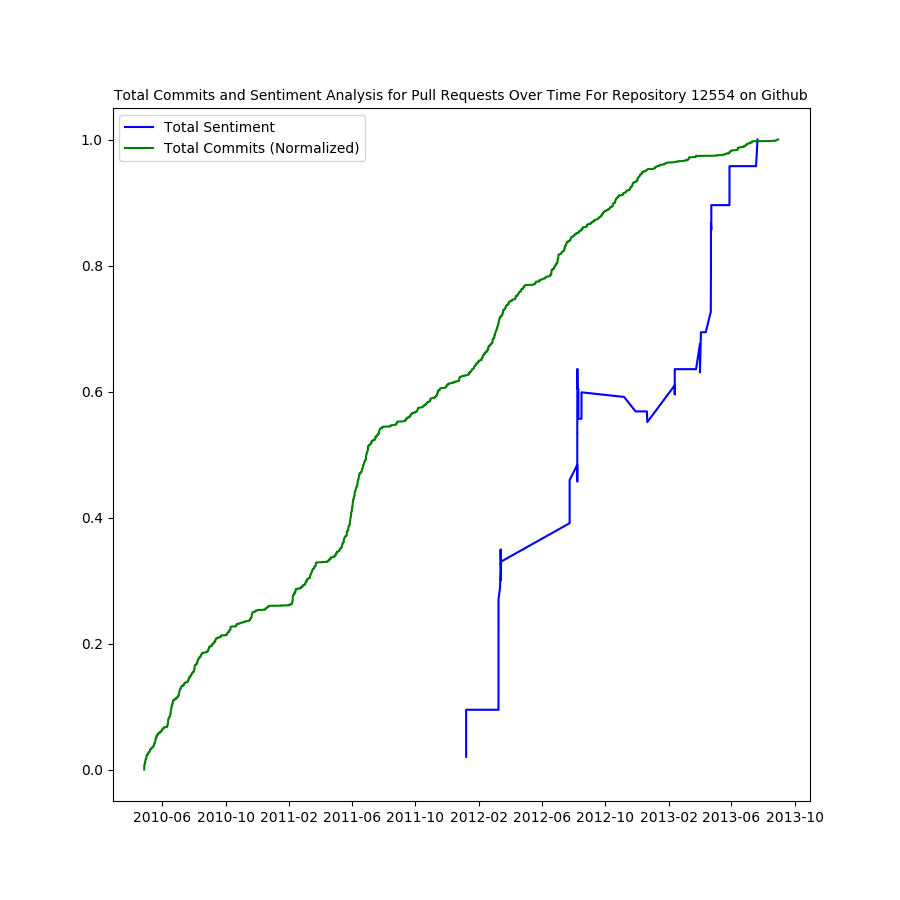 Total Commits and Sentiment Analysis for Pull Requests Over Time For Repository 12554 on Github
Total Sentiment
Total Commits (Normalized)
1.0
0.8
0.6
0.4
0.2
0.0
2010-06 2010-10 2011-02 2011-06 2011-10 2012-02 2012-06 2012-10 2013-02 2013-06 2013-10